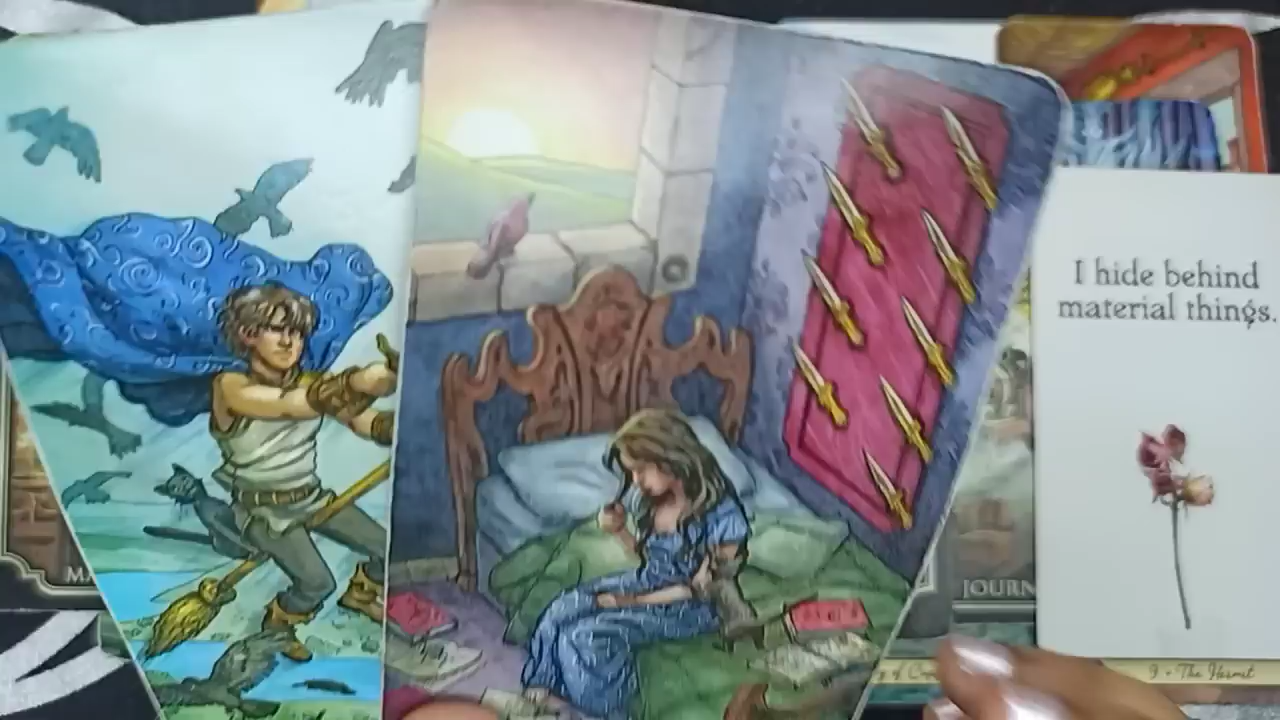 I hide behind
material things.
JOURN
9 • The Hermit